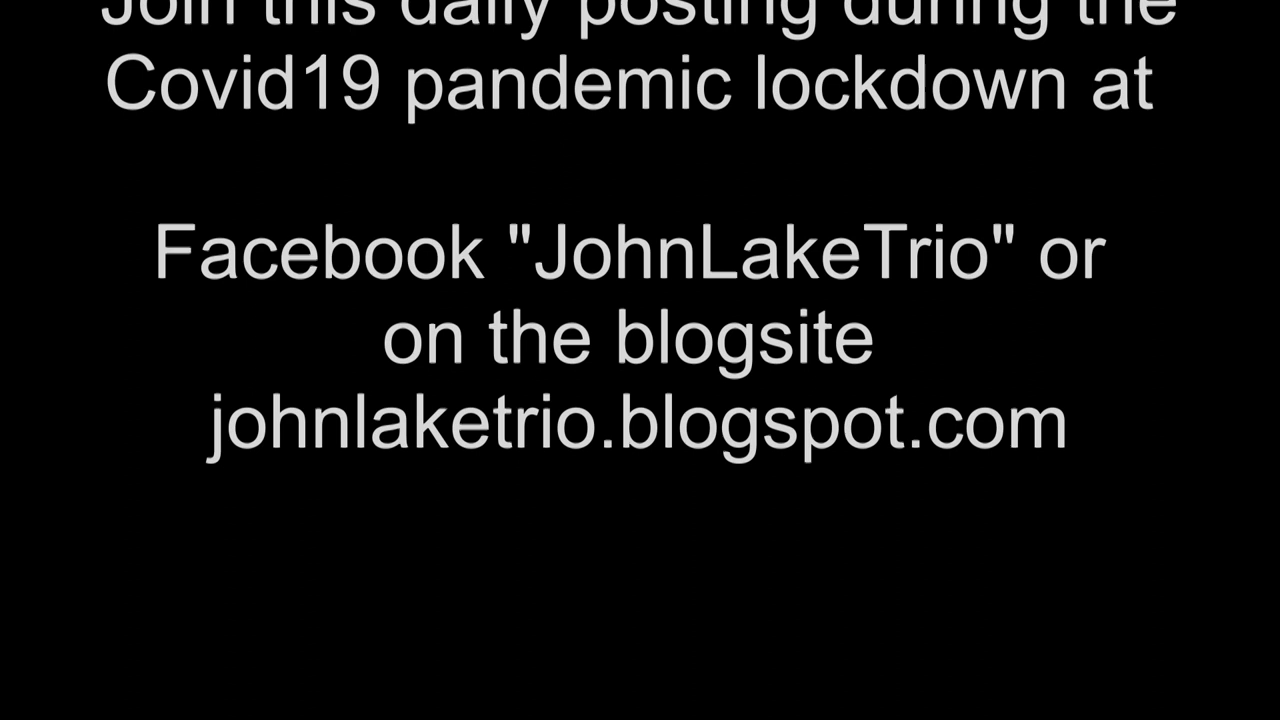 Join this daily posting during the
Covid19 pandemic lockdown at
Facebook "JohnLakeTrio" or
on the blogsite
johnlaketrio.blogspot.com